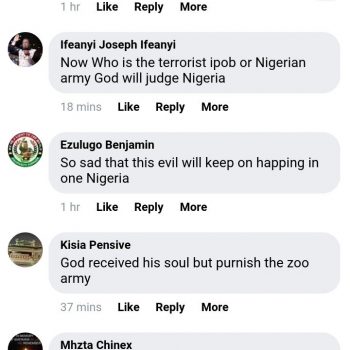 1 hr Like Reply More
Ifeanyi Joseph Ifeanyi
Now Who is the terrorist ipob or Nigerian
army God will judge Nigeria
18 mins Like Reply More
Ezulugo Benjamin
So sad that this evil will keep on happing in
one Nigeria
1 hr Like Reply More
Kisia Pensive
God received his soul but purnish the zoo
army
37 mins Like Reply More
Mhzta Chinex